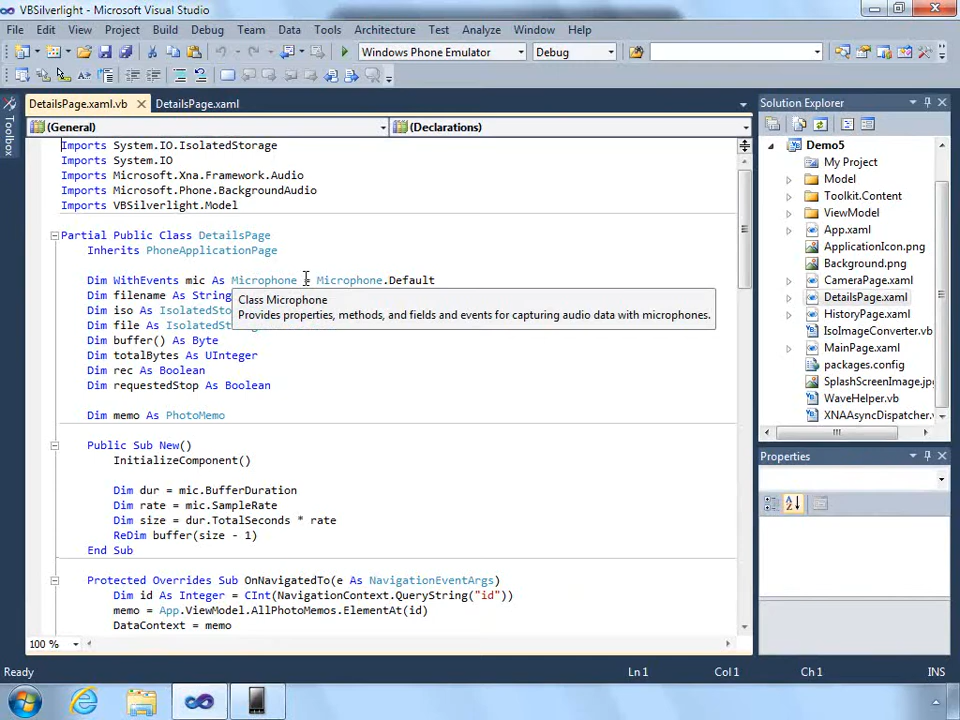 VBSilverlight - Microsoft Visual Studio
File Edit View Project Build Debug Team Data Tools Architecture Test Analyze Window Help
Windows Phone Emulator Debug
Toolbox
DetailsPage.xaml.vb DetailsPage.xaml
(General) (Declarations)
Imports System.IO.IsolatedStorage
Imports System.IO
Imports Microsoft.Xna.Framework.Audio
Imports Microsoft.Phone.BackgroundAudio
Imports VBSilverlight.Model
Partial Public Class DetailsPage
Inherits PhoneApplicationPage
Dim WithEvents mic As Microphone = Microphone.Default
Dim filename As String
Dim iso As IsolatedSto
Dim file As Isolated
Class Microphone
Provides properties, methods, and fields and events for capturing audio data with microphones.
Dim buffer() As Byte
Dim totalBytes As UInteger
Dim rec As Boolean
Dim requestedStop As Boolean
Dim memo As PhotoMemo
Public Sub New()
InitializeComponent()
Dim dur = mic.BufferDuration
Dim rate = mic.SampleRate
Dim size = dur.TotalSeconds * rate
ReDim buffer(size - 1)
End Sub
Protected Overrides Sub OnNavigatedTo(e As NavigationEventArgs)
Dim id As Integer = CInt(NavigationContext.QueryString("id"))
memo = App.ViewModel.AllPhotoMemos.ElementAt(id)
DataContext = memo
100 %
Solution Explorer
Demo5
My Project
Model
Toolkit.Content
ViewModel
App.xaml
ApplicationIcon.png
Background.png
CameraPage.xaml
DetailsPage.xaml
HistoryPage.xaml
IsoImageConverter.vb
MainPage.xaml
packages.config
SplashScreenImage.jp
WaveHelper.vb
XNAAsyncDispatcher.v
Properties
Ready Ln 1 Col 1 Ch 1 INS